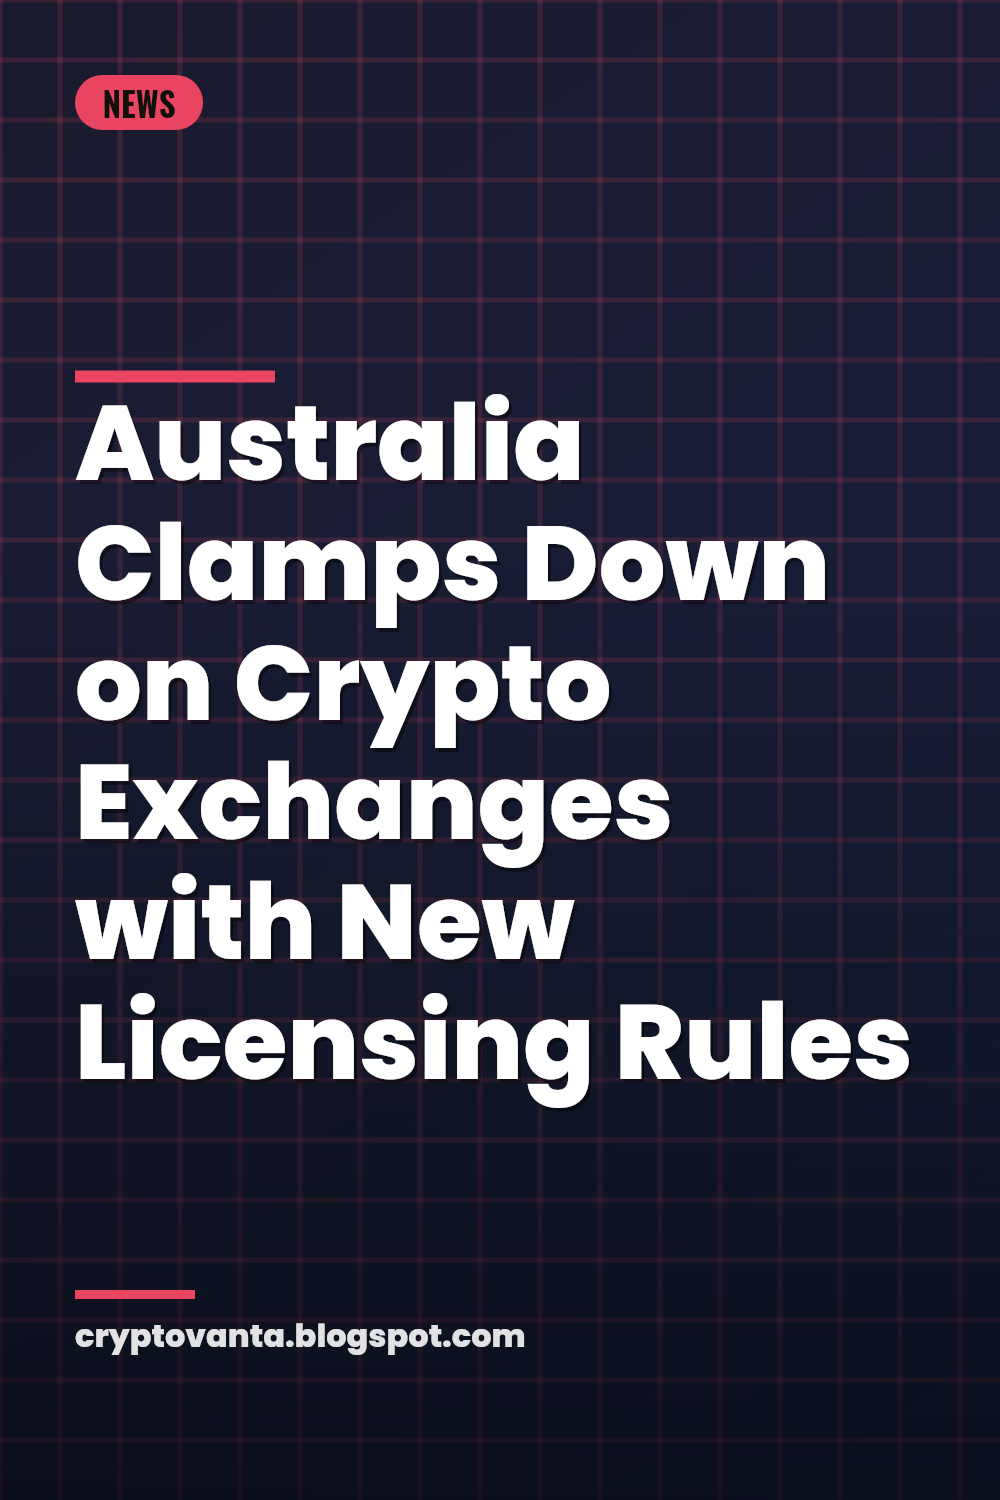 NEWS
Australia
Clamps Down
on Crypto
Exchanges
with New
Licensing Rules
cryptovanta.blogspot.com